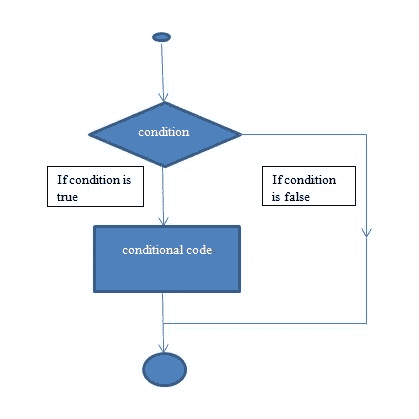 condition
If condition is
true
If condition
is false
conditional code